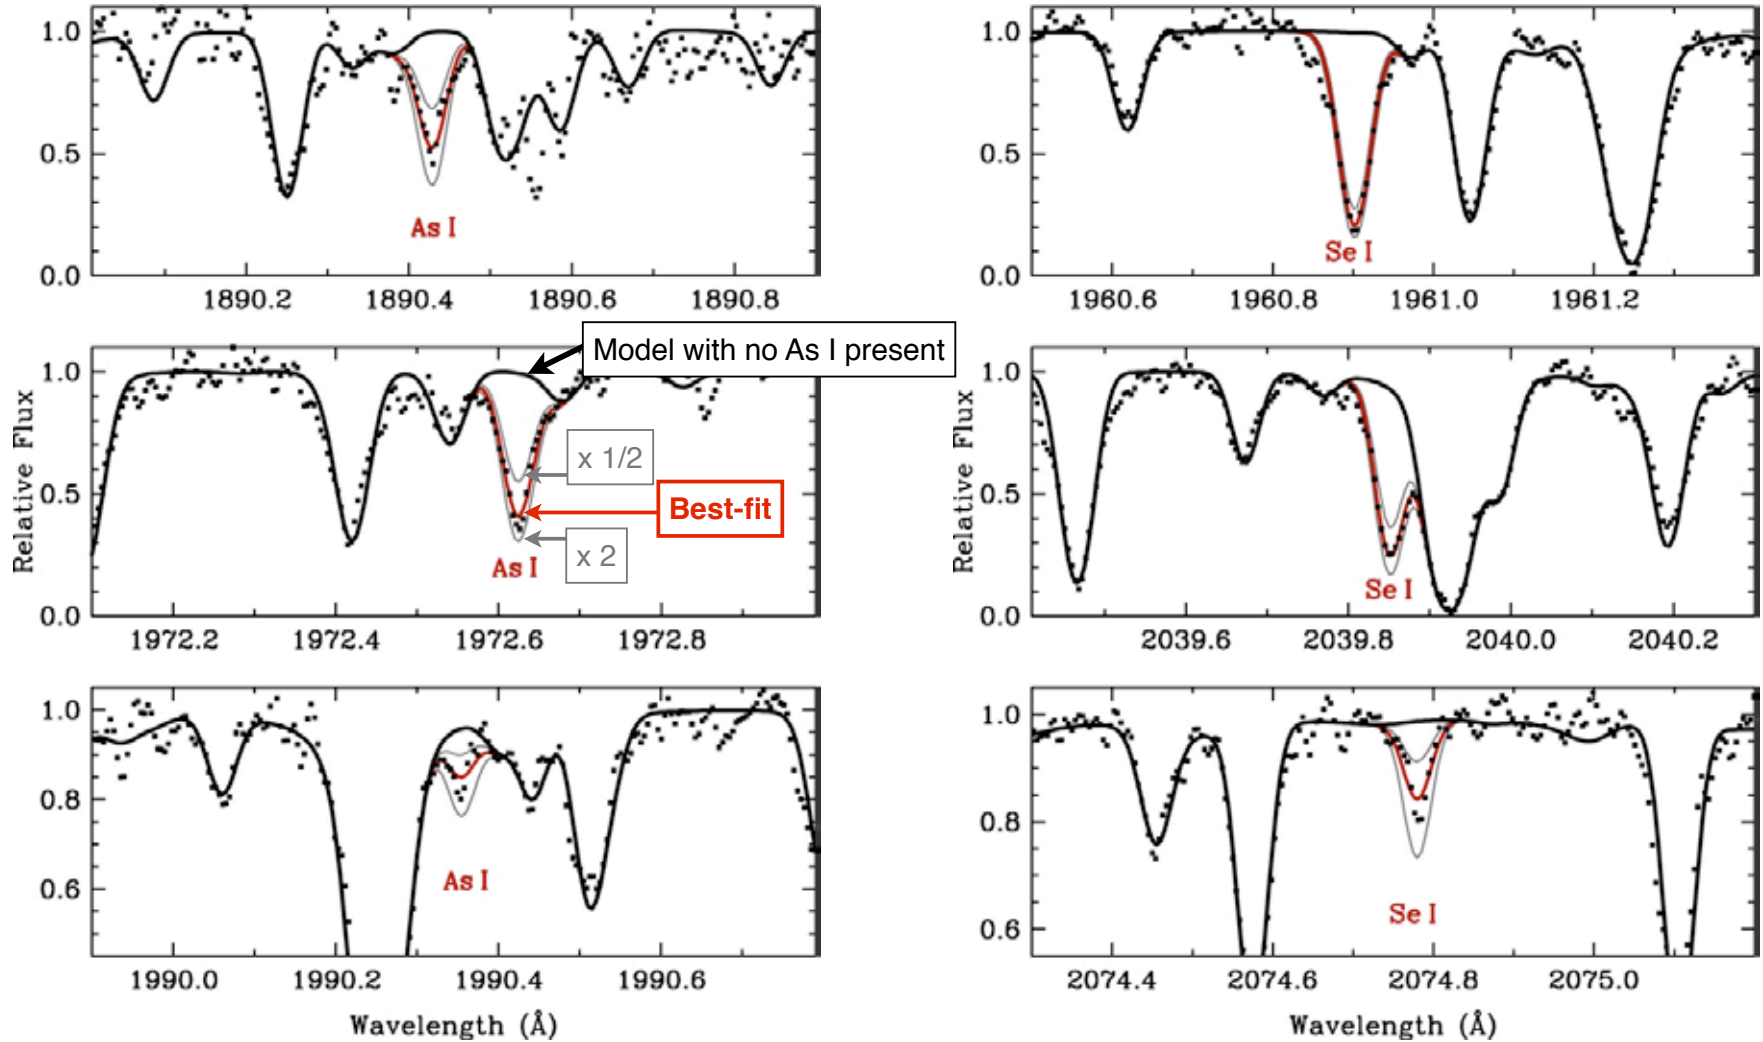 1.0
0.5
0.0
As I
1890.2 1890.4 1890.6 1890.8
1.0
0.5
0.0
Se I
1960.6 1960.8 1961.0 1961.2
Relative Flux
1.0
0.5
0.0
Model with no As I present
x 1/2
Best-fit
x 2
As I
1972.2 1972.4 1972.6 1972.8
Relative Flux
1.0
0.5
0.0
Se I
2039.6 2039.8 2040.0 2040.2
1.0
0.8
0.6
As I
1990.0 1990.2 1990.4 1990.6
Wavelength (Å)
1.0
0.8
0.6
Se I
2074.4 2074.6 2074.8 2075.0
Wavelength (Å)